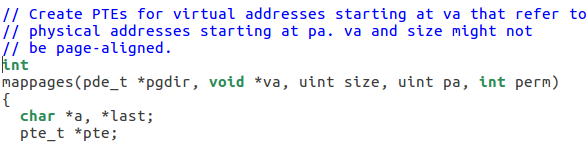 // Create PTEs for virtual addresses starting at va that refer to
// physical addresses starting at pa. va and size might not
// be page-aligned.
int
mappages(pde_t *pgdir, void *va, uint size, uint pa, int perm)
{
  char *a, *last;
  pte_t *pte;